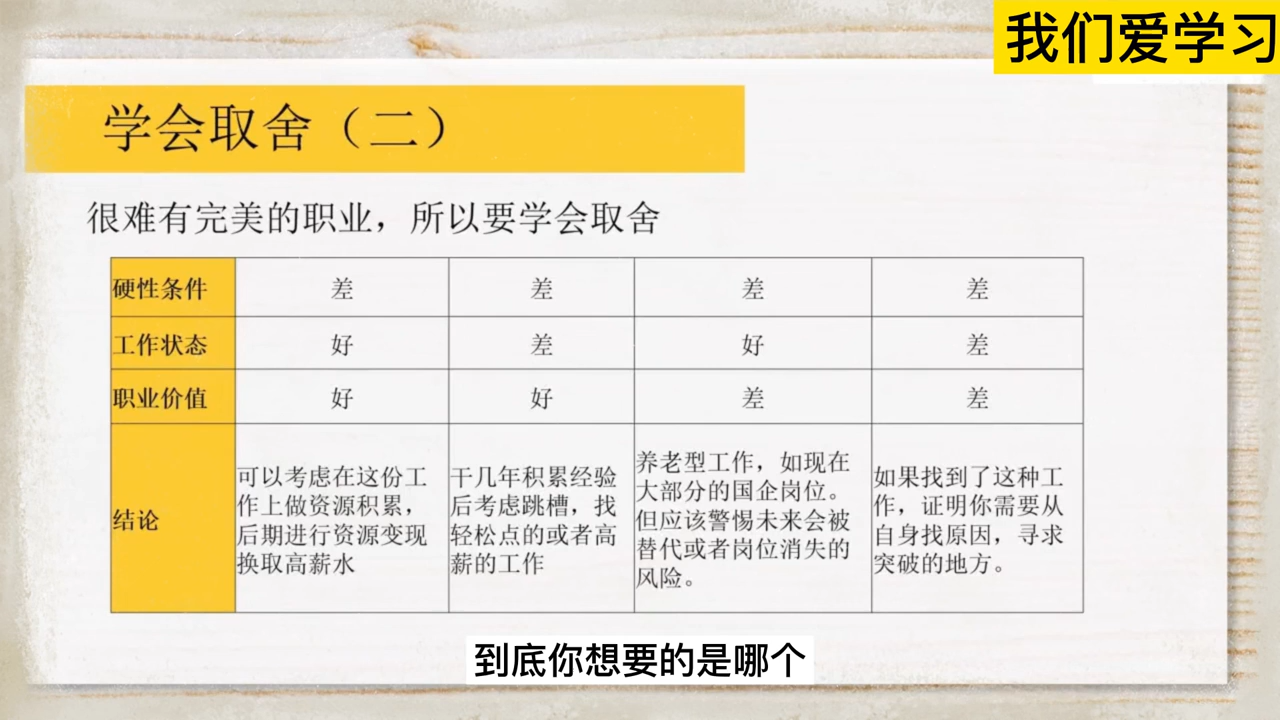 我们爱学习
学会取舍（二）
很难有完美的职业，所以要学会取舍
硬性条件 差 差 差 差
工作状态 好 差 好 差
职业价值 好 好 差 差
结论
可以考虑在这份工
作上做资源积累，
后期进行资源变现
换取高薪水
干几年积累经验
后考虑跳槽，找
轻松点的或者高
薪的工作
养老型工作，如现在
大部分的国企岗位。
但应该警惕未来会被
替代或者岗位消失的
风险。
如果找到了这种工
作，证明你需要从
自身找原因，寻求
突破的地方。
到底你想要的是哪个